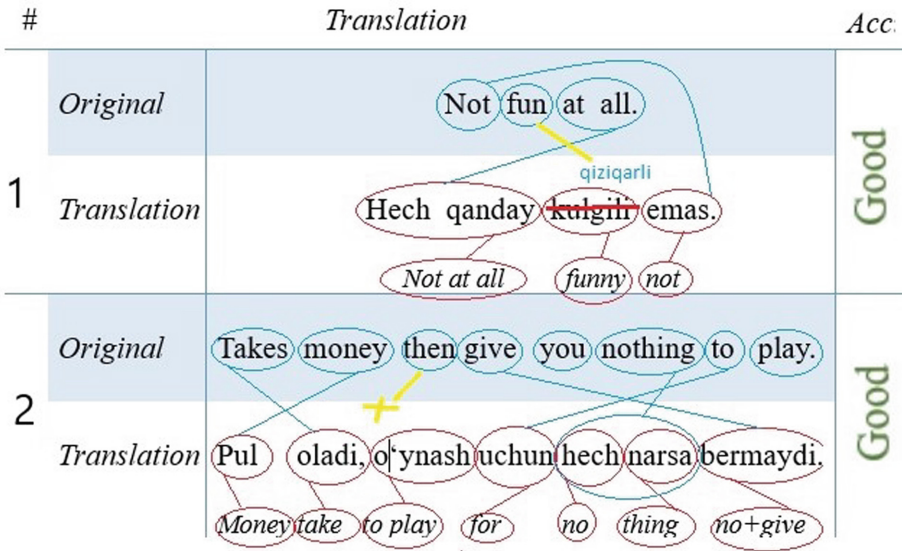 # Translation Acc:
Original Not fun at all.
qiziqarli
1 Translation Hech qanday kulgili emas. Good
Not at all funny not
Original Takes money then give you nothing to play.
2 Translation Pul oladi, o‘ynash uchun hech narsa bermaydi. Good
Money take to play for no thing no+give